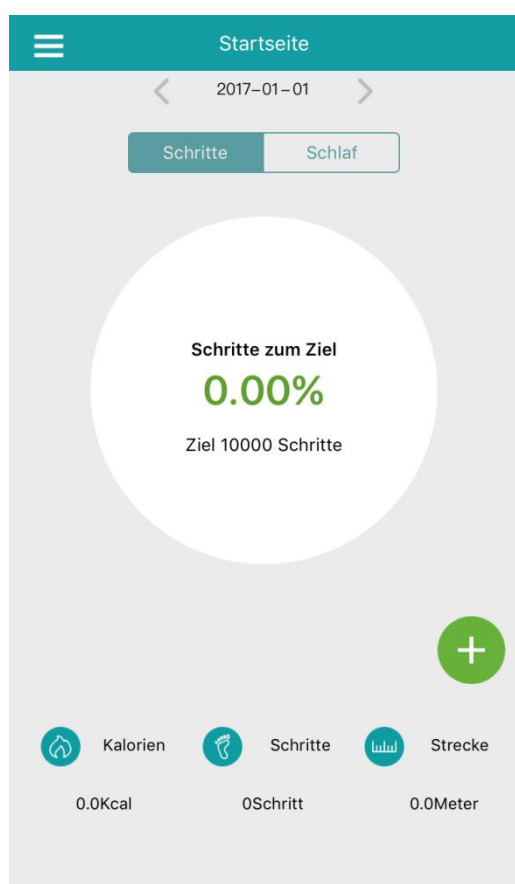 Startseite
2017-01-01
Schritte Schlaf
Schritte zum Ziel
0.00%
Ziel 10000 Schritte
Kalorien Schritte Strecke
0.0Kcal 0Schritt 0.0Meter